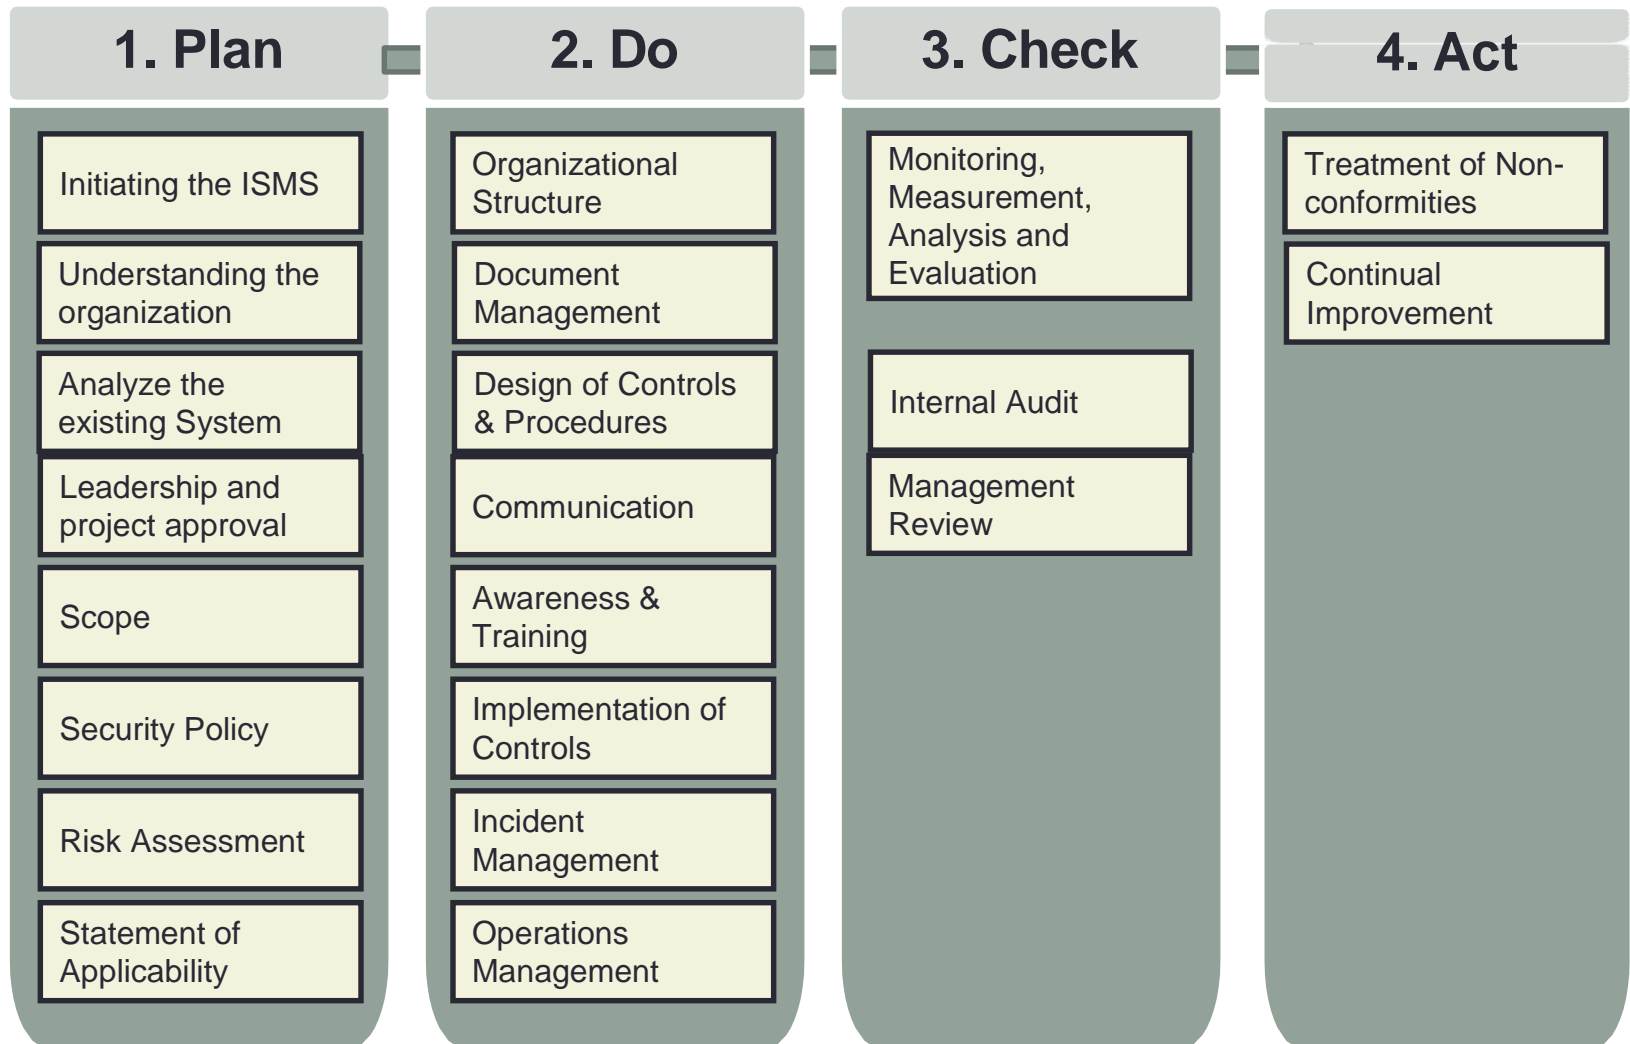 1. Plan
Initiating the ISMS
Understanding the
organization
Analyze the
existing System
Leadership and
project approval
Scope
Security Policy
Risk Assessment
Statement of
Applicability
2. Do
Organizational
Structure
Document
Management
Design of Controls
& Procedures
Communication
Awareness &
Training
Implementation of
Controls
Incident
Management
Operations
Management
3. Check
Monitoring,
Measurement,
Analysis and
Evaluation
Internal Audit
Management
Review
4. Act
Treatment of Non-
conformities
Continual
Improvement